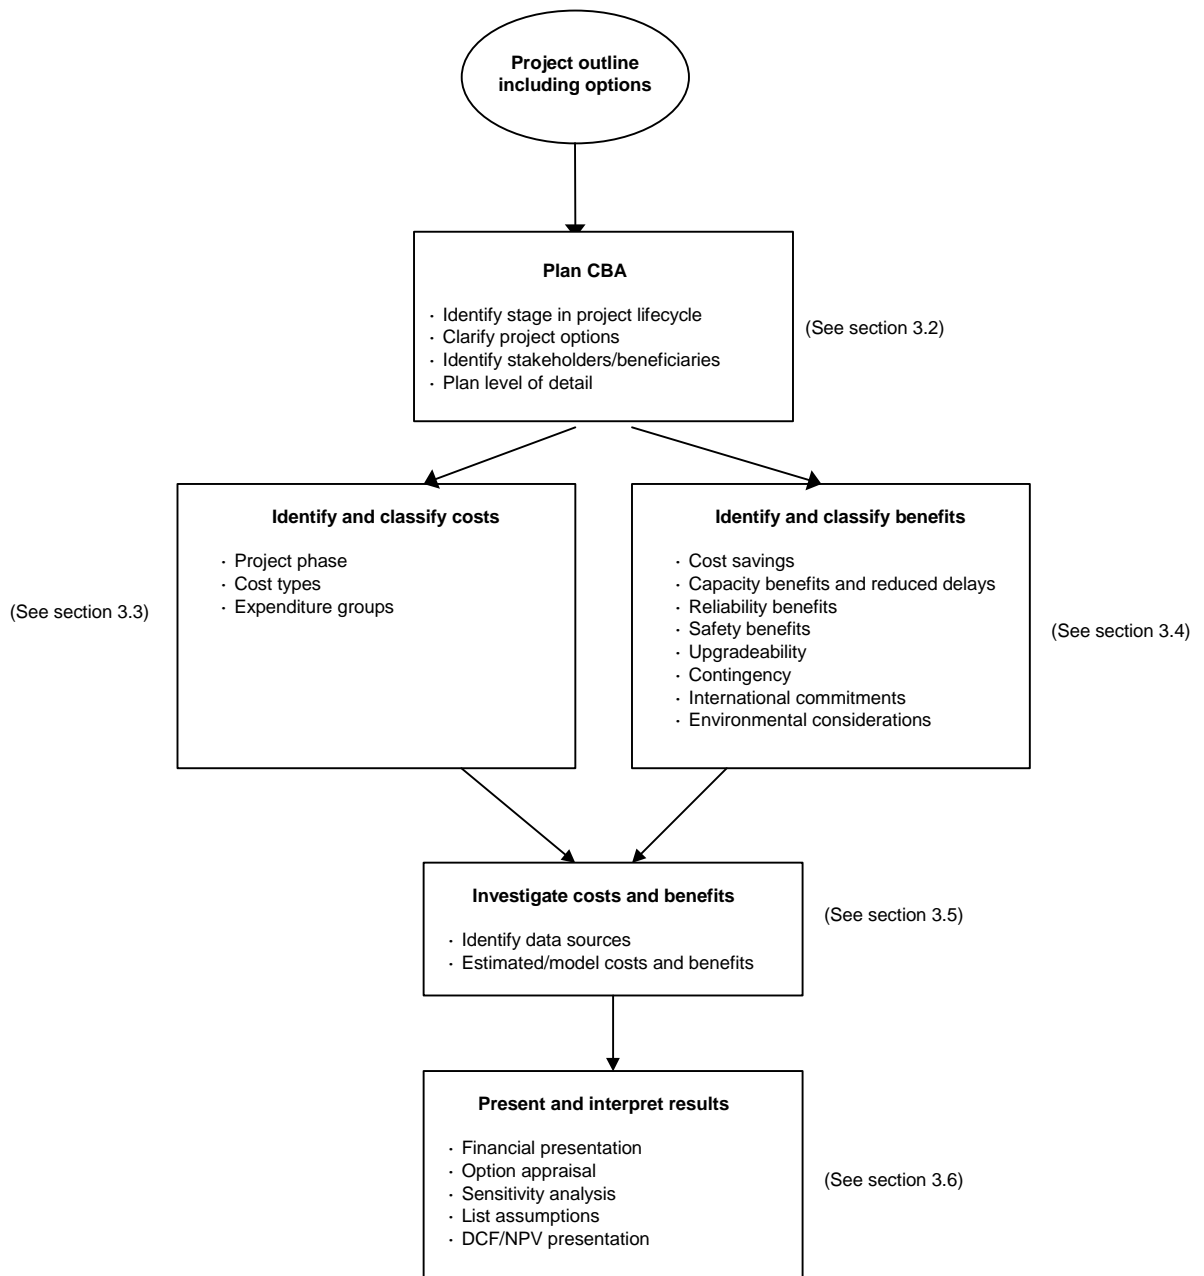 Project outline
including options
Plan CBA
· Identify stage in project lifecycle
· Clarify project options
· Identify stakeholders/beneficiaries
· Plan level of detail
(See section 3.2)
Identify and classify costs
· Project phase
· Cost types
· Expenditure groups
(See section 3.3)
Identify and classify benefits
· Cost savings
· Capacity benefits and reduced delays
· Reliability benefits
· Safety benefits
· Upgradeability
· Contingency
· International commitments
· Environmental considerations
(See section 3.4)
Investigate costs and benefits
· Identify data sources
· Estimated/model costs and benefits
(See section 3.5)
Present and interpret results
· Financial presentation
· Option appraisal
· Sensitivity analysis
· List assumptions
· DCF/NPV presentation
(See section 3.6)